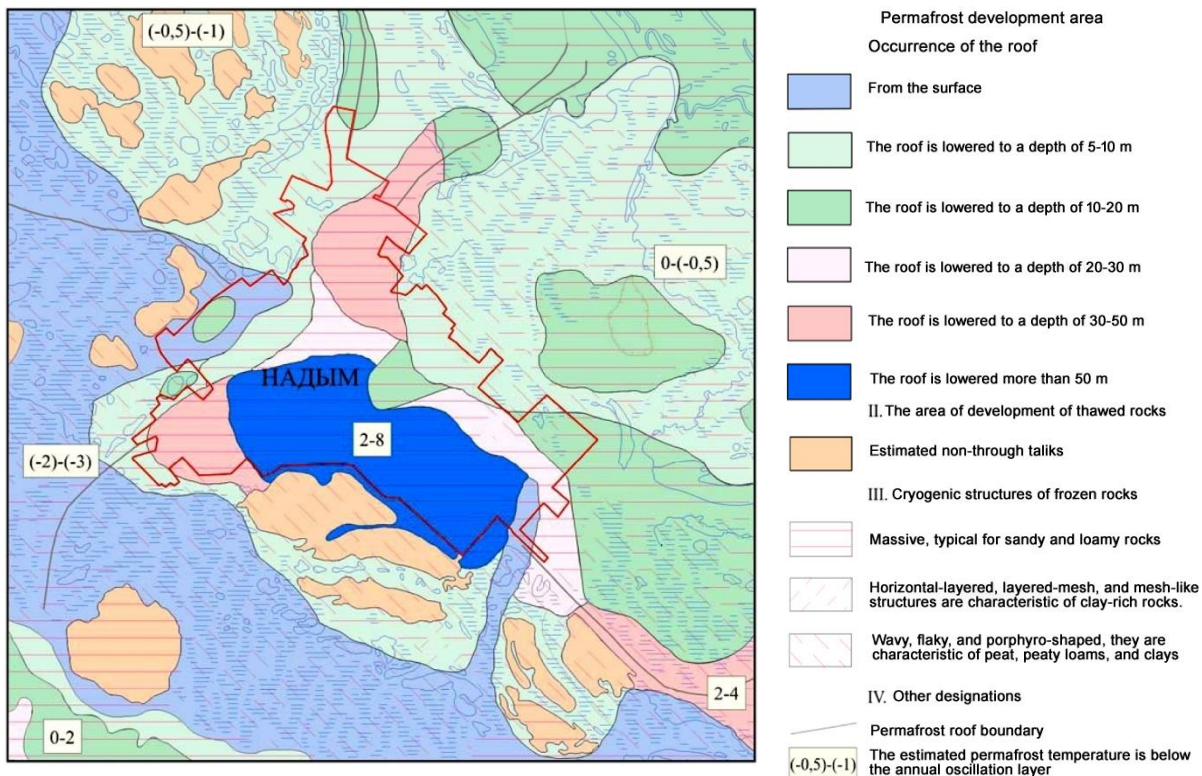 (-0,5)-(-1)
0-(-0,5)
НАДЫМ
2-8
(-2)-(-3)
2-4
0-2
Permafrost development area
Occurrence of the roof
From the surface
The roof is lowered to a depth of 5-10 m
The roof is lowered to a depth of 10-20 m
The roof is lowered to a depth of 20-30 m
The roof is lowered to a depth of 30-50 m
The roof is lowered more than 50 m
II. The area of development of thawed rocks
Estimated non-through taliks
III. Cryogenic structures of frozen rocks
Massive, typical for sandy and loamy rocks
Horizontal-layered, layered-mesh, and mesh-like
structures are characteristic of clay-rich rocks.
Wavy, flaky, and porphyro-shaped, they are
characteristic of peat, peaty loams, and clays
IV. Other designations
Permafrost roof boundary
(-0,5)-(-1)
The estimated permafrost temperature is below
the annual oscillation layer